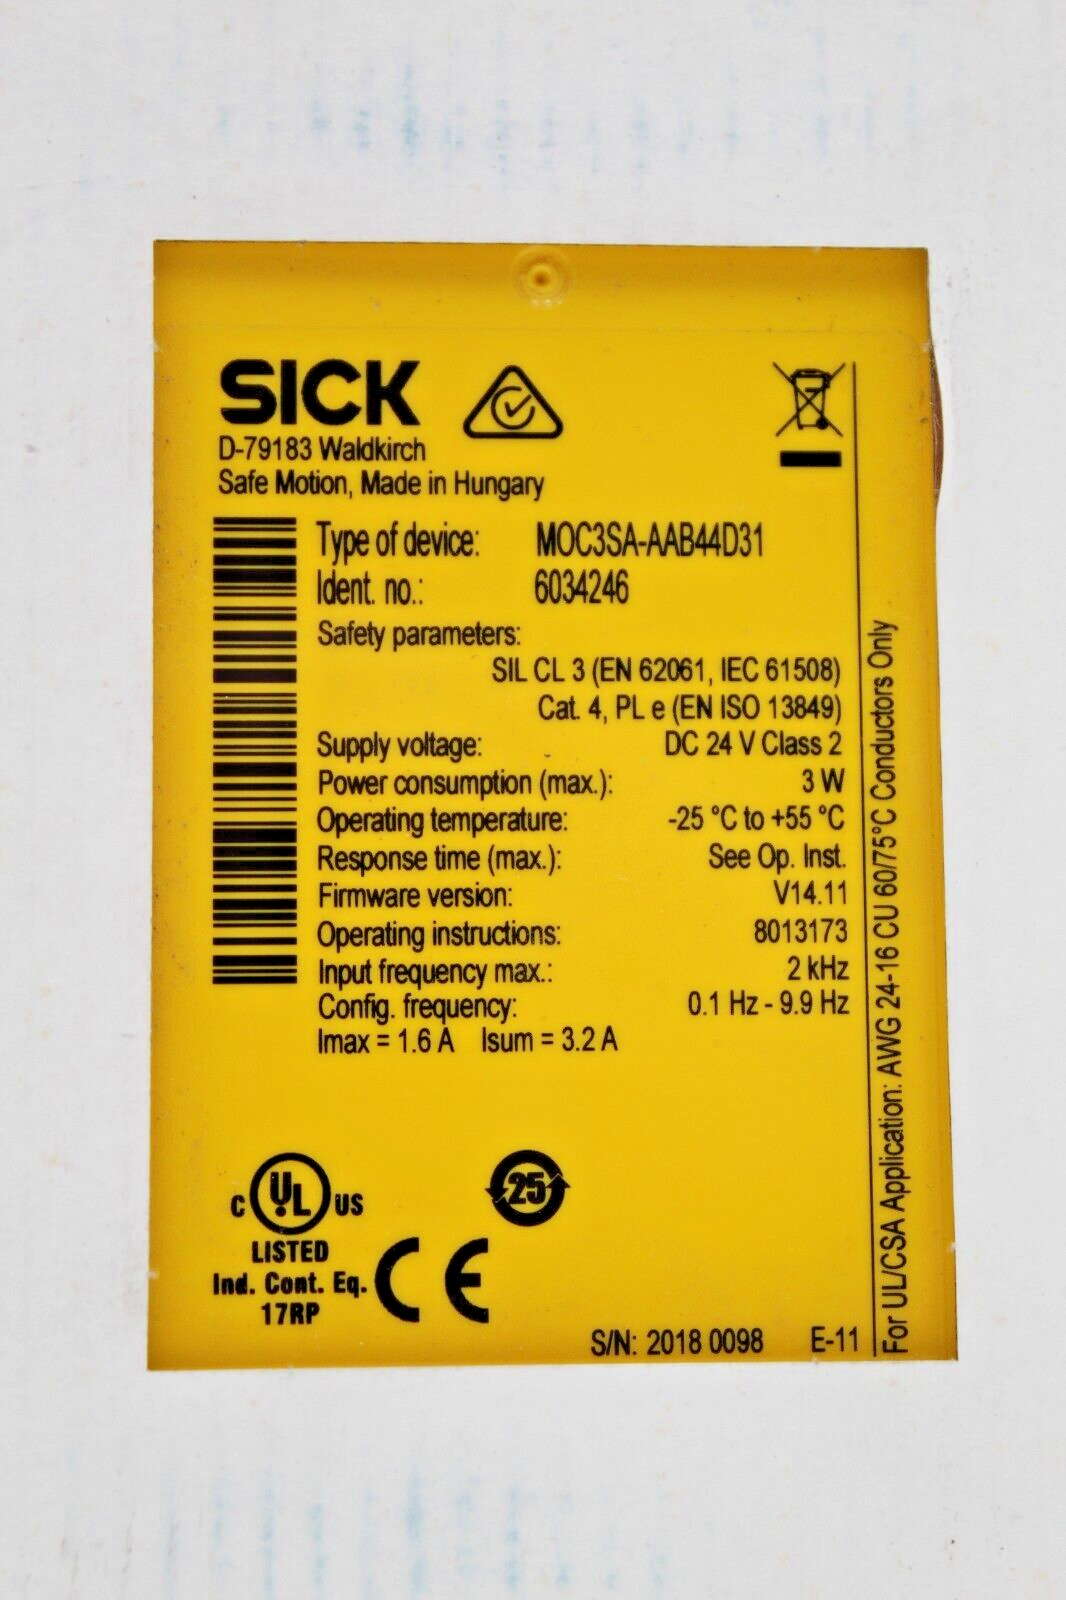 SICK
D-79183 Waldkirch
Safe Motion, Made in Hungary
Type of device: MOC3SA-AAB44D31
Ident. no.: 6034246
Safety parameters:
SIL CL 3 (EN 62061, IEC 61508)
Cat. 4, PL e (EN ISO 13849)
Supply voltage: DC 24 V Class 2
Power consumption (max.): 3 W
Operating temperature: -25 °C to +55 °C
Response time (max.): See Op. Inst.
Firmware version: V14.11
Operating instructions: 8013173
Input frequency max.: 2 kHz
Config. frequency: 0.1 Hz - 9.9 Hz
Imax = 1.6 A Isum = 3.2 A
C UL US
LISTED
Ind. Cont. Eq.
17RP
CE
25
S/N: 2018 0098 E-11
For UL/CSA Application: AWG 24-16 CU 60/75°C Conductors Only